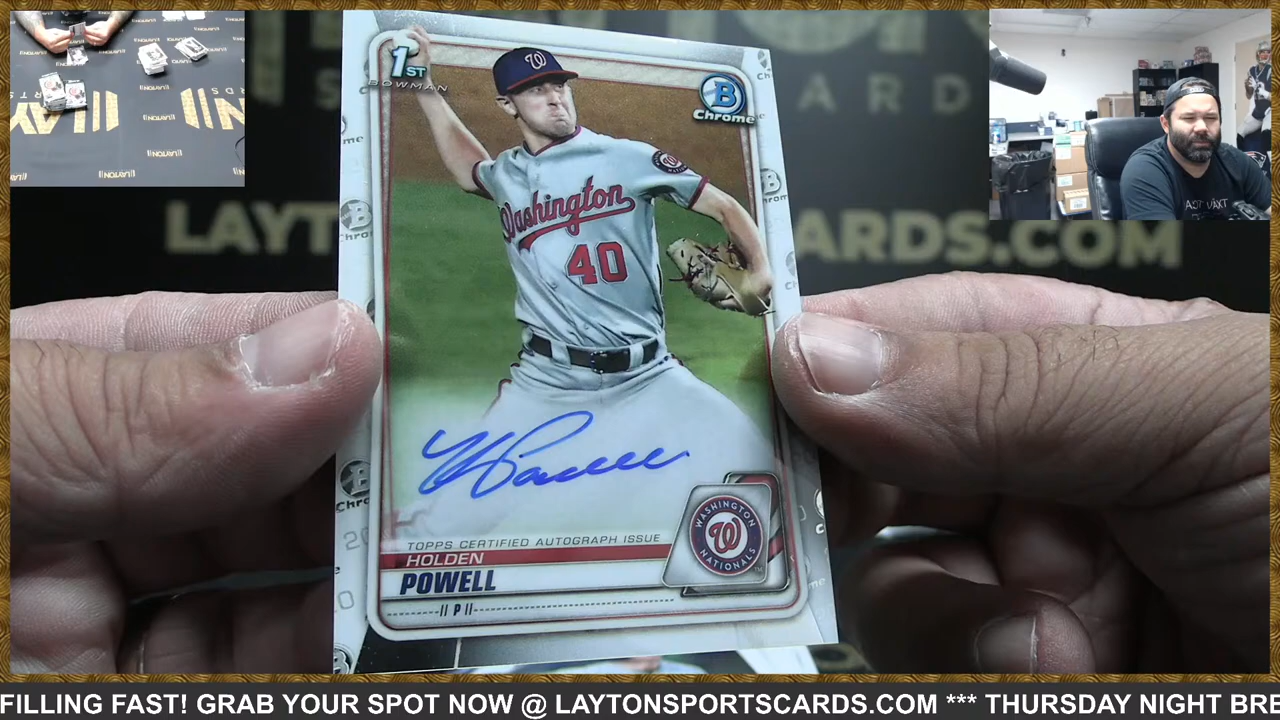 1ST
BOWMAN
B
Chrome
W
Washington
40
LAYT
ARDS.COM
TOPPS CERTIFIED AUTOGRAPH ISSUE
HOLDEN
POWELL
P
WASHINGTON
W
NATIONALS
FILLING FAST! GRAB YOUR SPOT NOW @ LAYTONSPORTSCARDS.COM *** THURSDAY NIGHT BRE